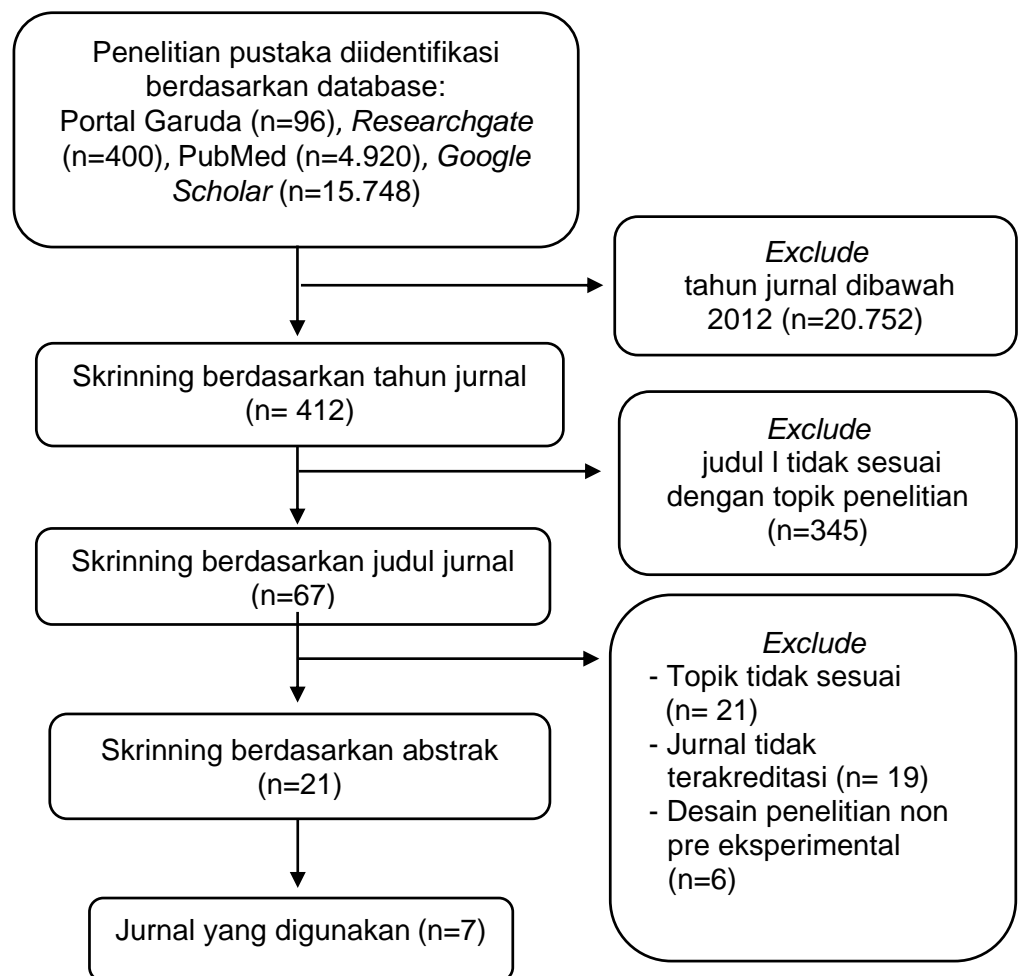 Penelitian pustaka diidentifikasi
berdasarkan database:
Portal Garuda (n=96), Researchgate
(n=400), PubMed (n=4.920), Google
Scholar (n=15.748)
Exclude
tahun jurnal dibawah
2012 (n=20.752)
Skrinning berdasarkan tahun jurnal
(n= 412)
Exclude
judul l tidak sesuai
dengan topik penelitian
(n=345)
Skrinning berdasarkan judul jurnal
(n=67)
Exclude
- Topik tidak sesuai
(n= 21)
- Jurnal tidak
terakreditasi (n= 19)
- Desain penelitian non
pre eksperimental
(n=6)
Skrinning berdasarkan abstrak
(n=21)
Jurnal yang digunakan (n=7)